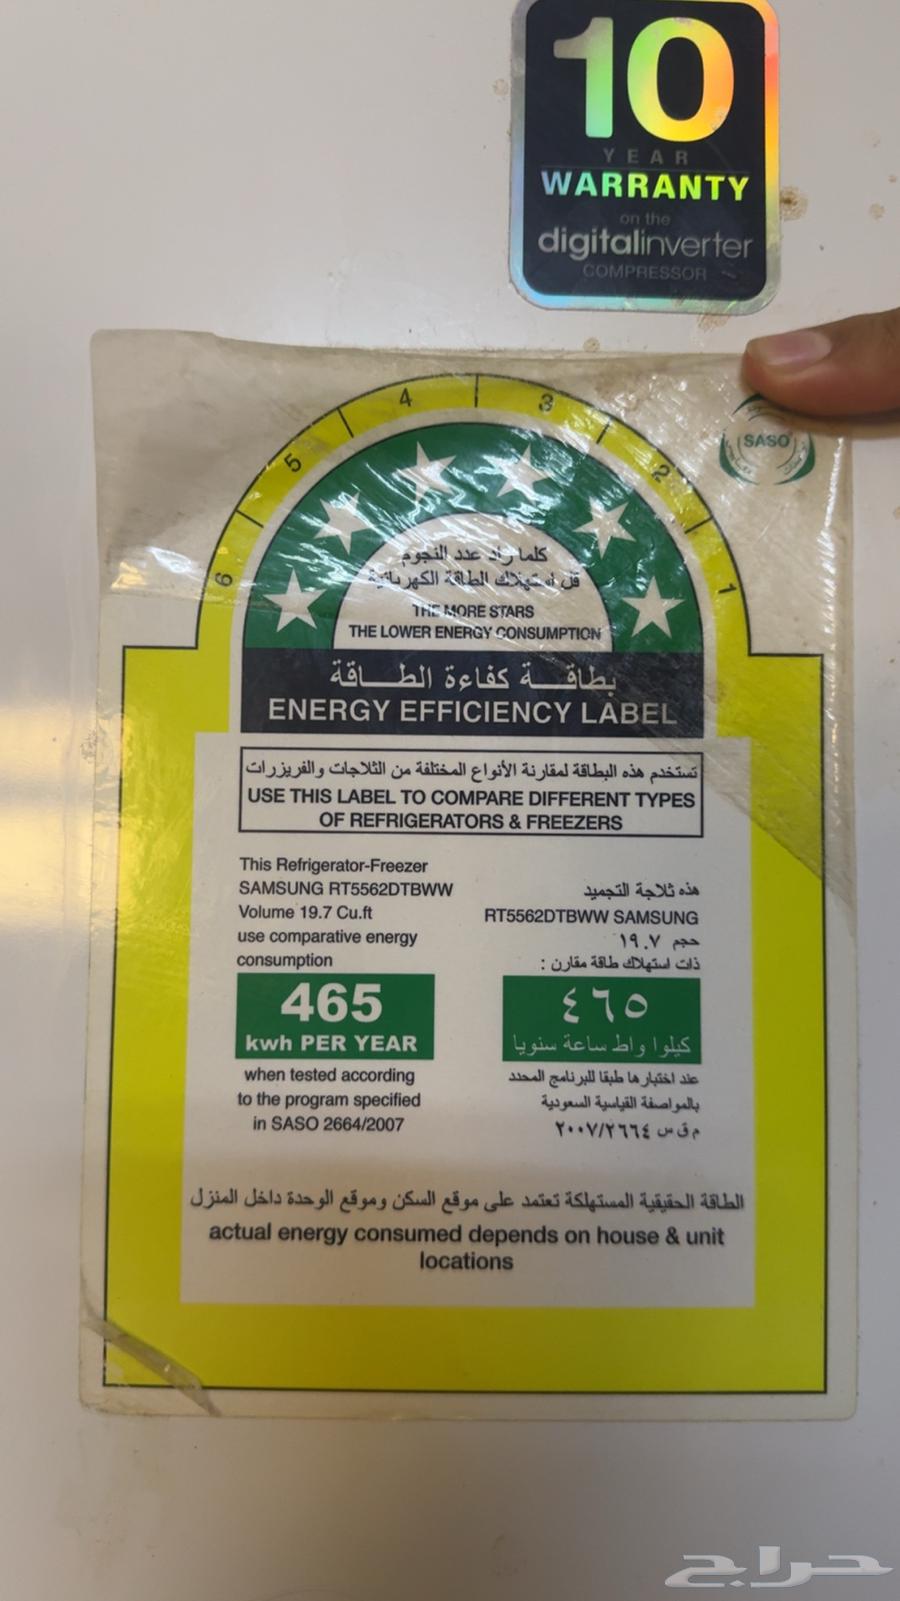 10
YEAR
WARRANTY
on the
digitalinverter
COMPRESSOR
SASO
1
2
3
4
5
6
كلما زاد عدد النجوم
قل استهلاك الطاقة الكهربائية
THE MORE STARS
THE LOWER ENERGY CONSUMPTION
بطاقة كفاءة الطاقة
ENERGY EFFICIENCY LABEL
تستخدم هذه البطاقة لمقارنة الأنواع المختلفة من الثلاجات والفريزرات
USE THIS LABEL TO COMPARE DIFFERENT TYPES
OF REFRIGERATORS & FREEZERS
This Refrigerator-Freezer
SAMSUNG RT5562DTBWW
Volume 19.7 Cu.ft
use comparative energy
consumption
465
kwh PER YEAR
when tested according
to the program specified
in SASO 2664/2007
هذه ثلاجة التجميد
RT5562DTBWW SAMSUNG
حجم ١٩.٧
ذات استهلاك طاقة مقارن :
٤٦٥
كيلوا واط ساعة سنويا
عند اختبارها طبقا للبرنامج المحدد
بالمواصفة القياسية السعودية
م ق س ٢٠٠٧/٢٦٦٤
الطاقة الحقيقية المستهلكة تعتمد على موقع السكن وموقع الوحدة داخل المنزل
actual energy consumed depends on house & unit
locations
حراج